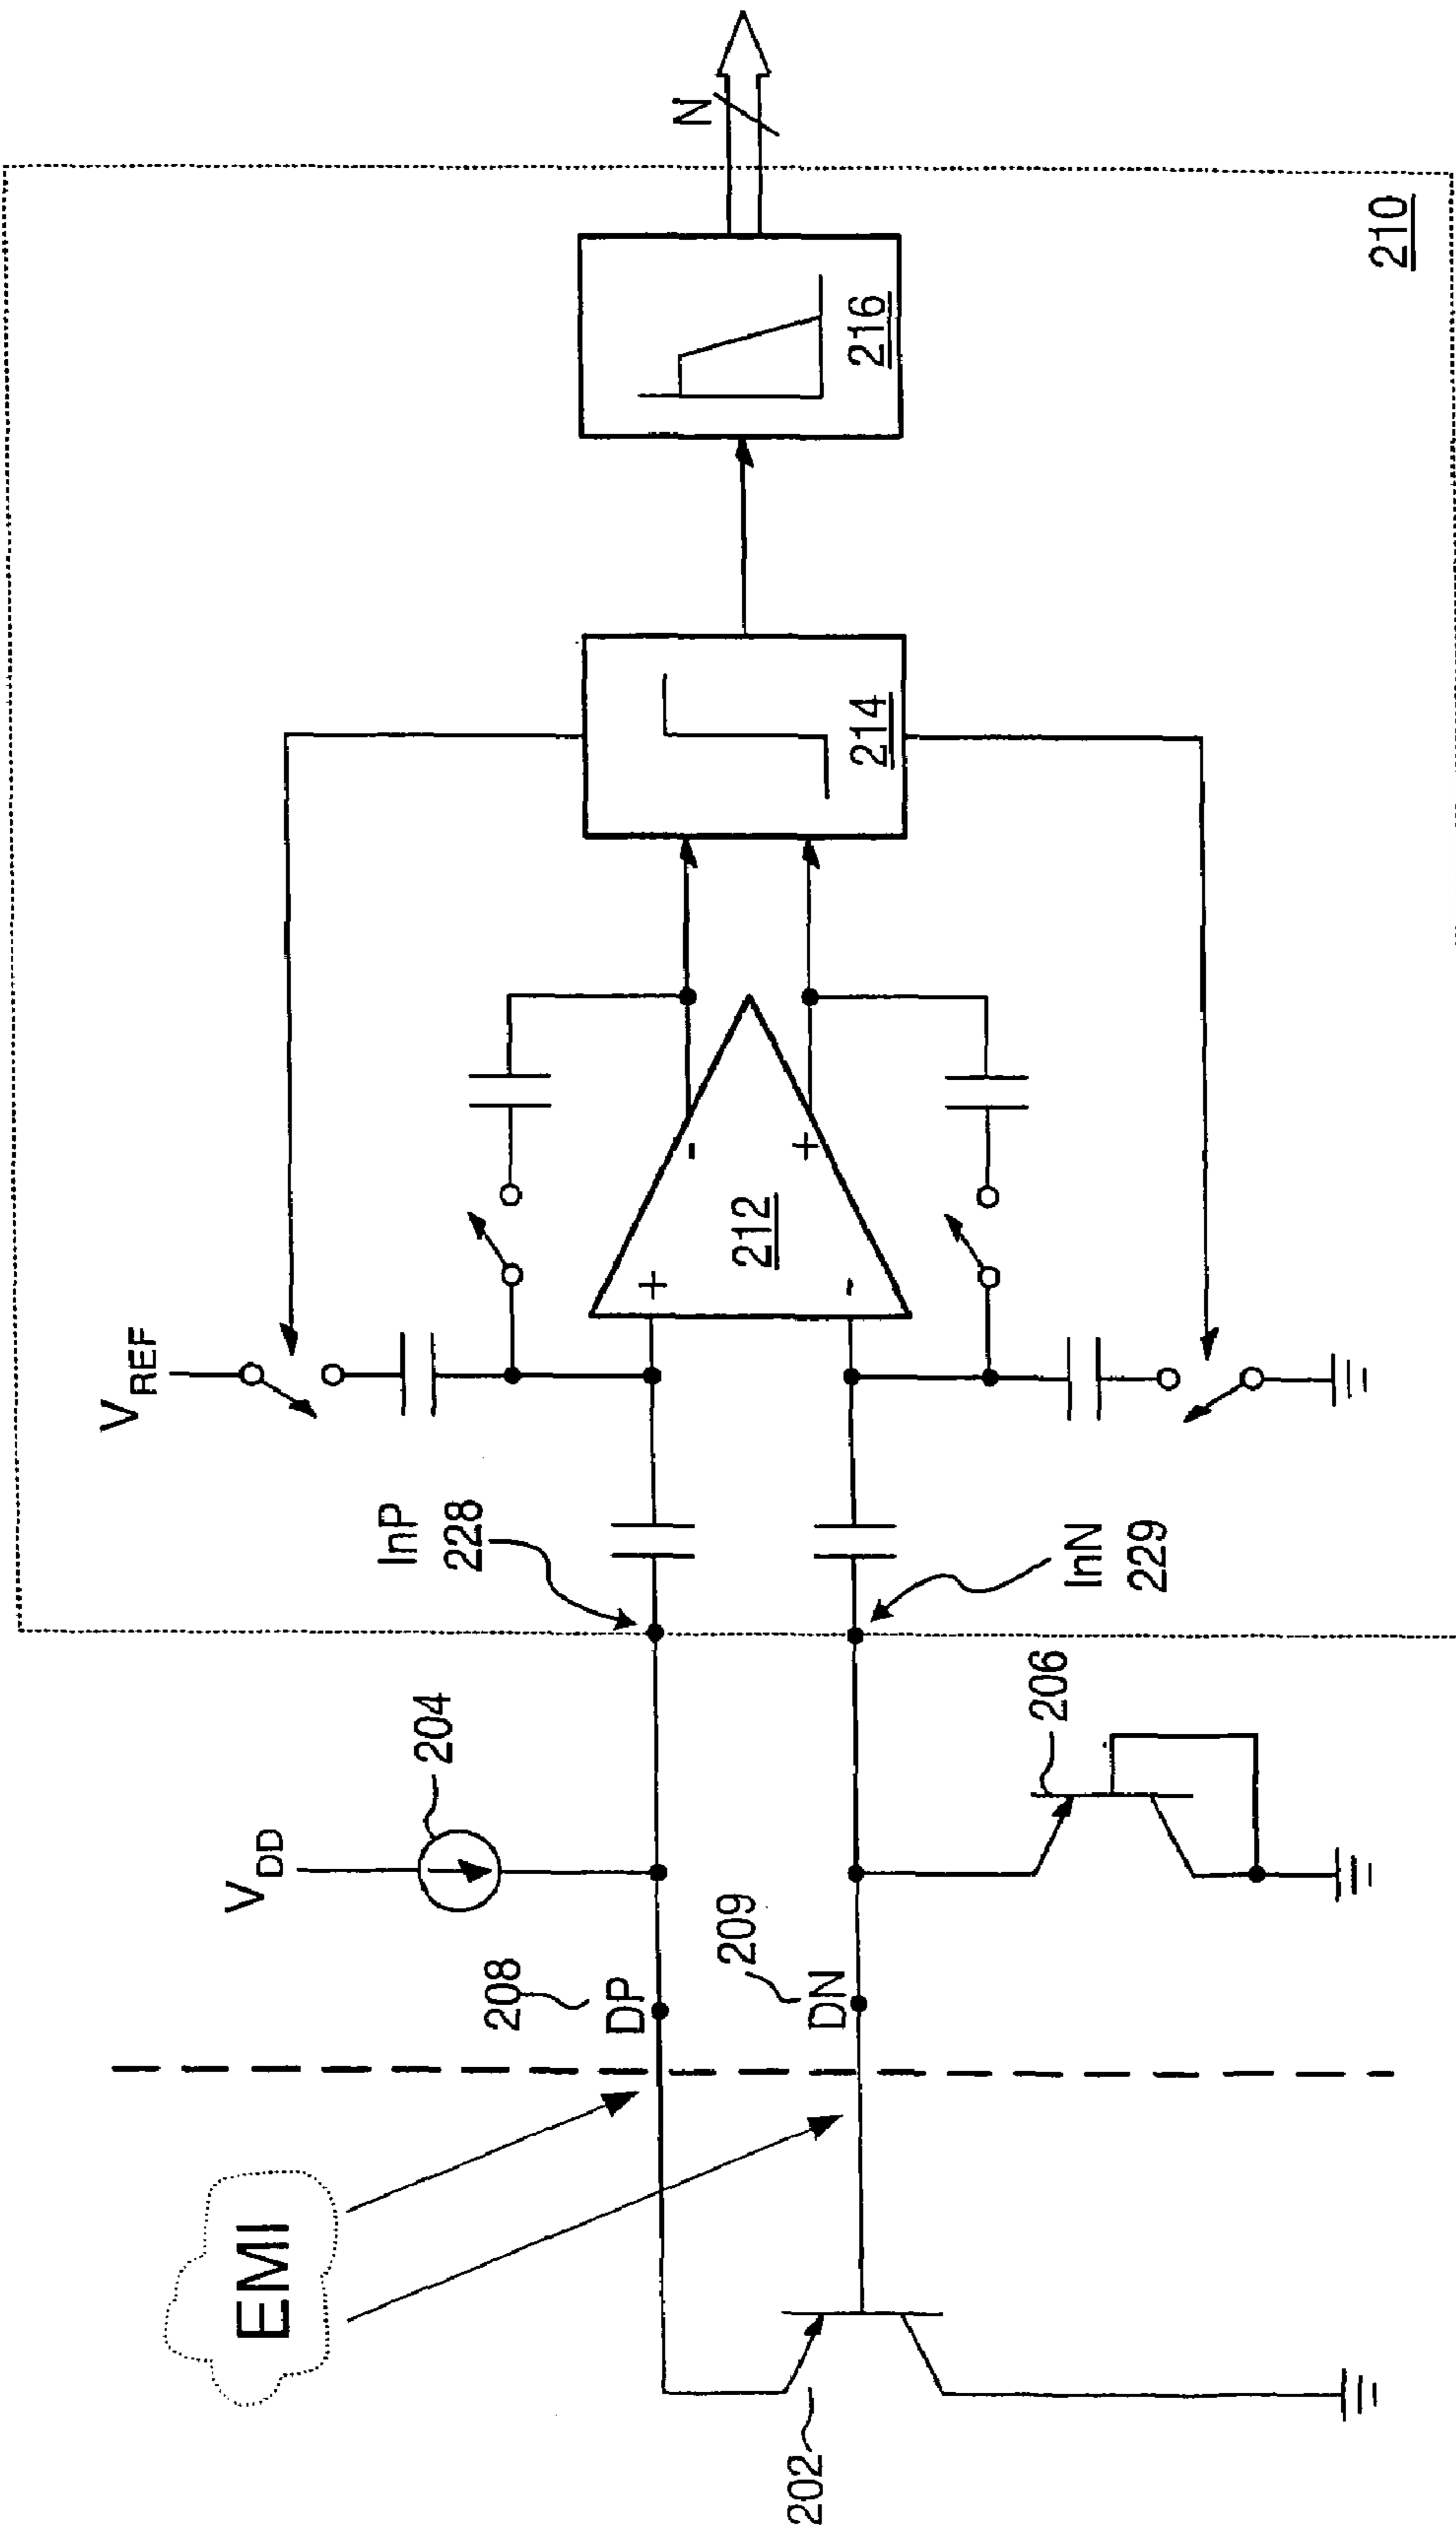 EMI
202
208
DP
209
DN
V_DD
204
206
InP
228
InN
229
V_REF
+
-
212
-
+
214
216
N
210